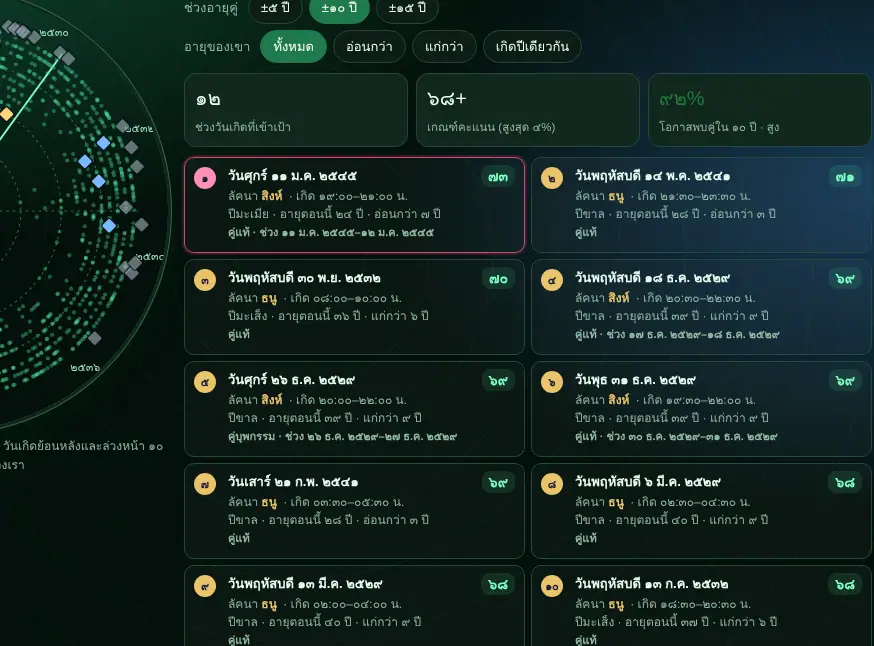 ช่วงอายุคู่ ±๕ ปี ±๑๐ ปี ±๑๕ ปี
อายุของเขา ทั้งหมด อ่อนกว่า แก่กว่า เกิดปีเดียวกัน
๑๒
ช่วงวันเกิดที่เข้าเป้า
๖๘+
เกณฑ์คะแนน (สูงสุด ๔%)
๙๒%
โอกาสพบคู่ใน ๑๐ ปี · สูง
๒๕๓๐
๒๕๓๒
๒๕๓๖
วันเกิดย้อนหลังและล่วงหน้า ๑๐
๑ วันศุกร์ ๑๑ ม.ค. ๒๕๔๕ ๗๓
ลัคนา สิงห์ · เกิด ๑๙:๐๐–๒๑:๐๐ น.
ปีมะเมีย · อายุตอนนี้ ๒๔ ปี · อ่อนกว่า ๗ ปี
คู่แท้ · ช่วง ๑๑ ม.ค. ๒๕๔๕–๑๒ ม.ค. ๒๕๔๕
๒ วันพฤหัสบดี ๑๔ พ.ค. ๒๕๔๑ ๗๑
ลัคนา ธนู · เกิด ๒๑:๓๐–๒๓:๓๐ น.
ปีขาล · อายุตอนนี้ ๒๘ ปี · อ่อนกว่า ๓ ปี
คู่แท้
๓ วันพฤหัสบดี ๓๐ พ.ย. ๒๕๓๒ ๗๐
ลัคนา ธนู · เกิด ๐๘:๐๐–๑๐:๐๐ น.
ปีมะเส็ง · อายุตอนนี้ ๓๖ ปี · แก่กว่า ๖ ปี
คู่แท้
๔ วันพฤหัสบดี ๑๘ ธ.ค. ๒๕๒๙ ๖๙
ลัคนา สิงห์ · เกิด ๒๐:๓๐–๒๒:๓๐ น.
ปีขาล · อายุตอนนี้ ๓๙ ปี · แก่กว่า ๙ ปี
คู่แท้ · ช่วง ๑๗ ธ.ค. ๒๕๒๙–๑๘ ธ.ค. ๒๕๒๙
๕ วันศุกร์ ๒๖ ธ.ค. ๒๕๒๙ ๖๙
ลัคนา สิงห์ · เกิด ๒๐:๐๐–๒๒:๐๐ น.
ปีขาล · อายุตอนนี้ ๓๙ ปี · แก่กว่า ๙ ปี
คู่บุพกรรม · ช่วง ๒๖ ธ.ค. ๒๕๒๙–๒๗ ธ.ค. ๒๕๒๙
๖ วันพุธ ๓๑ ธ.ค. ๒๕๒๙ ๖๙
ลัคนา สิงห์ · เกิด ๑๙:๓๐–๒๑:๓๐ น.
ปีขาล · อายุตอนนี้ ๓๙ ปี · แก่กว่า ๙ ปี
คู่แท้ · ช่วง ๓๐ ธ.ค. ๒๕๒๙–๓๑ ธ.ค. ๒๕๒๙
๗ วันเสาร์ ๒๑ ก.พ. ๒๕๔๑ ๖๙
ลัคนา ธนู · เกิด ๐๓:๓๐–๐๕:๓๐ น.
ปีขาล · อายุตอนนี้ ๒๘ ปี · อ่อนกว่า ๓ ปี
คู่แท้
๘ วันพฤหัสบดี ๖ มี.ค. ๒๕๒๙ ๖๘
ลัคนา ธนู · เกิด ๐๒:๓๐–๐๔:๓๐ น.
ปีขาล · อายุตอนนี้ ๔๐ ปี · แก่กว่า ๙ ปี
คู่แท้
๙ วันพฤหัสบดี ๑๓ มี.ค. ๒๕๒๙ ๖๘
ลัคนา ธนู · เกิด ๐๒:๐๐–๐๔:๐๐ น.
ปีขาล · อายุตอนนี้ ๔๐ ปี · แก่กว่า ๙ ปี
คู่แท้
๑๐ วันพฤหัสบดี ๑๓ ก.ค. ๒๕๓๒ ๖๘
ลัคนา ธนู · เกิด ๑๘:๓๐–๒๐:๓๐ น.
ปีมะเส็ง · อายุตอนนี้ ๓๗ ปี · แก่กว่า ๖ ปี
คู่แท้